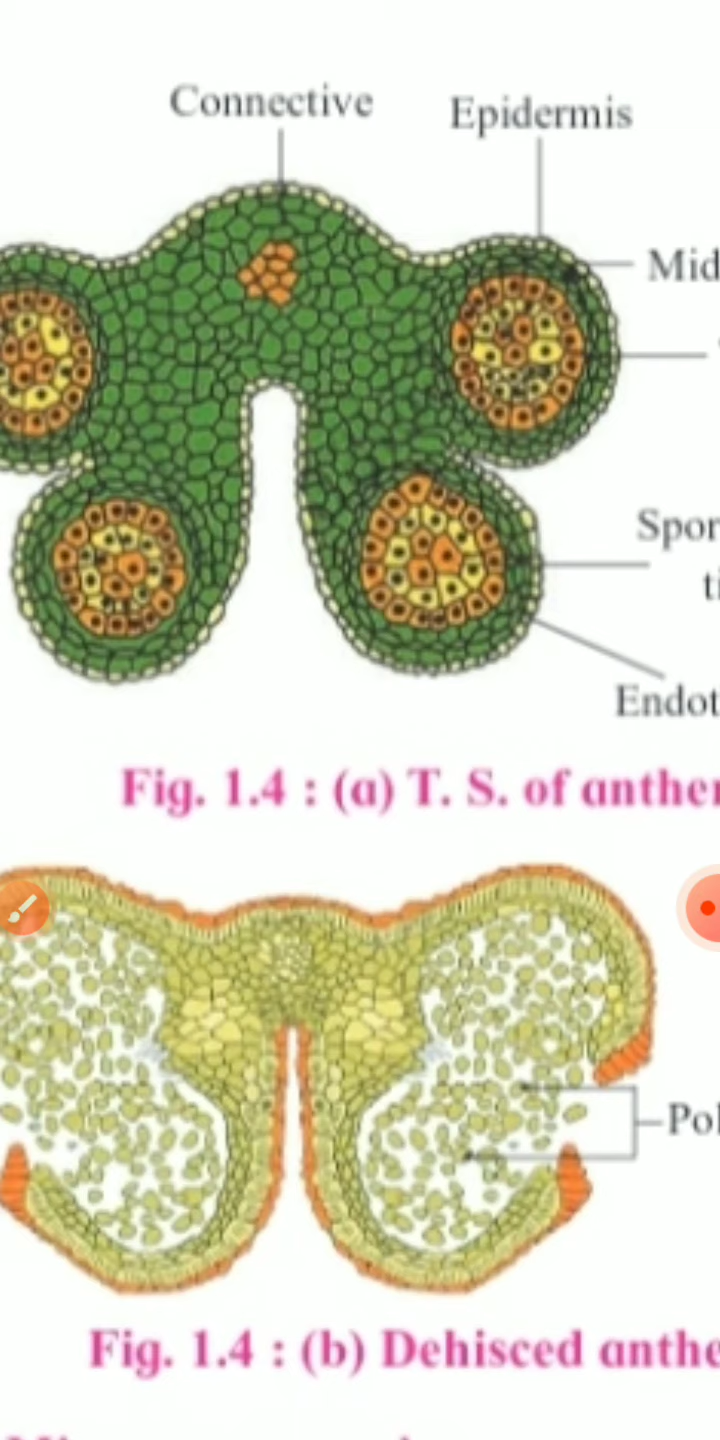 Connective
Epidermis
Mid
Spor
ti
Endot
Fig. 1.4 : (a) T. S. of anther
Pol
Fig. 1.4 : (b) Dehisced anthe